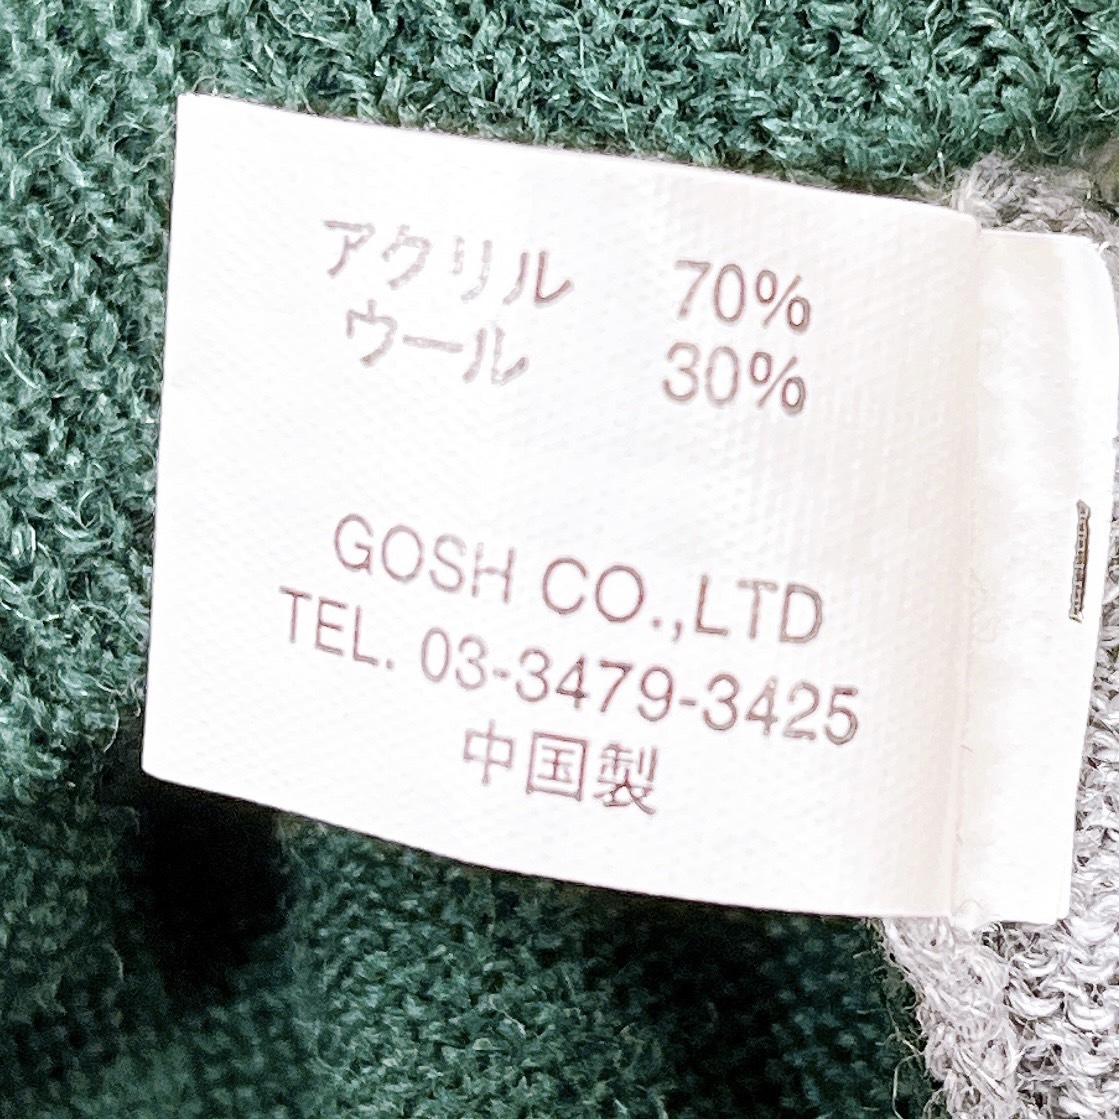 アクリル 70%
ウール 30%
GOSH CO.,LTD
TEL. 03-3479-3425
中国製